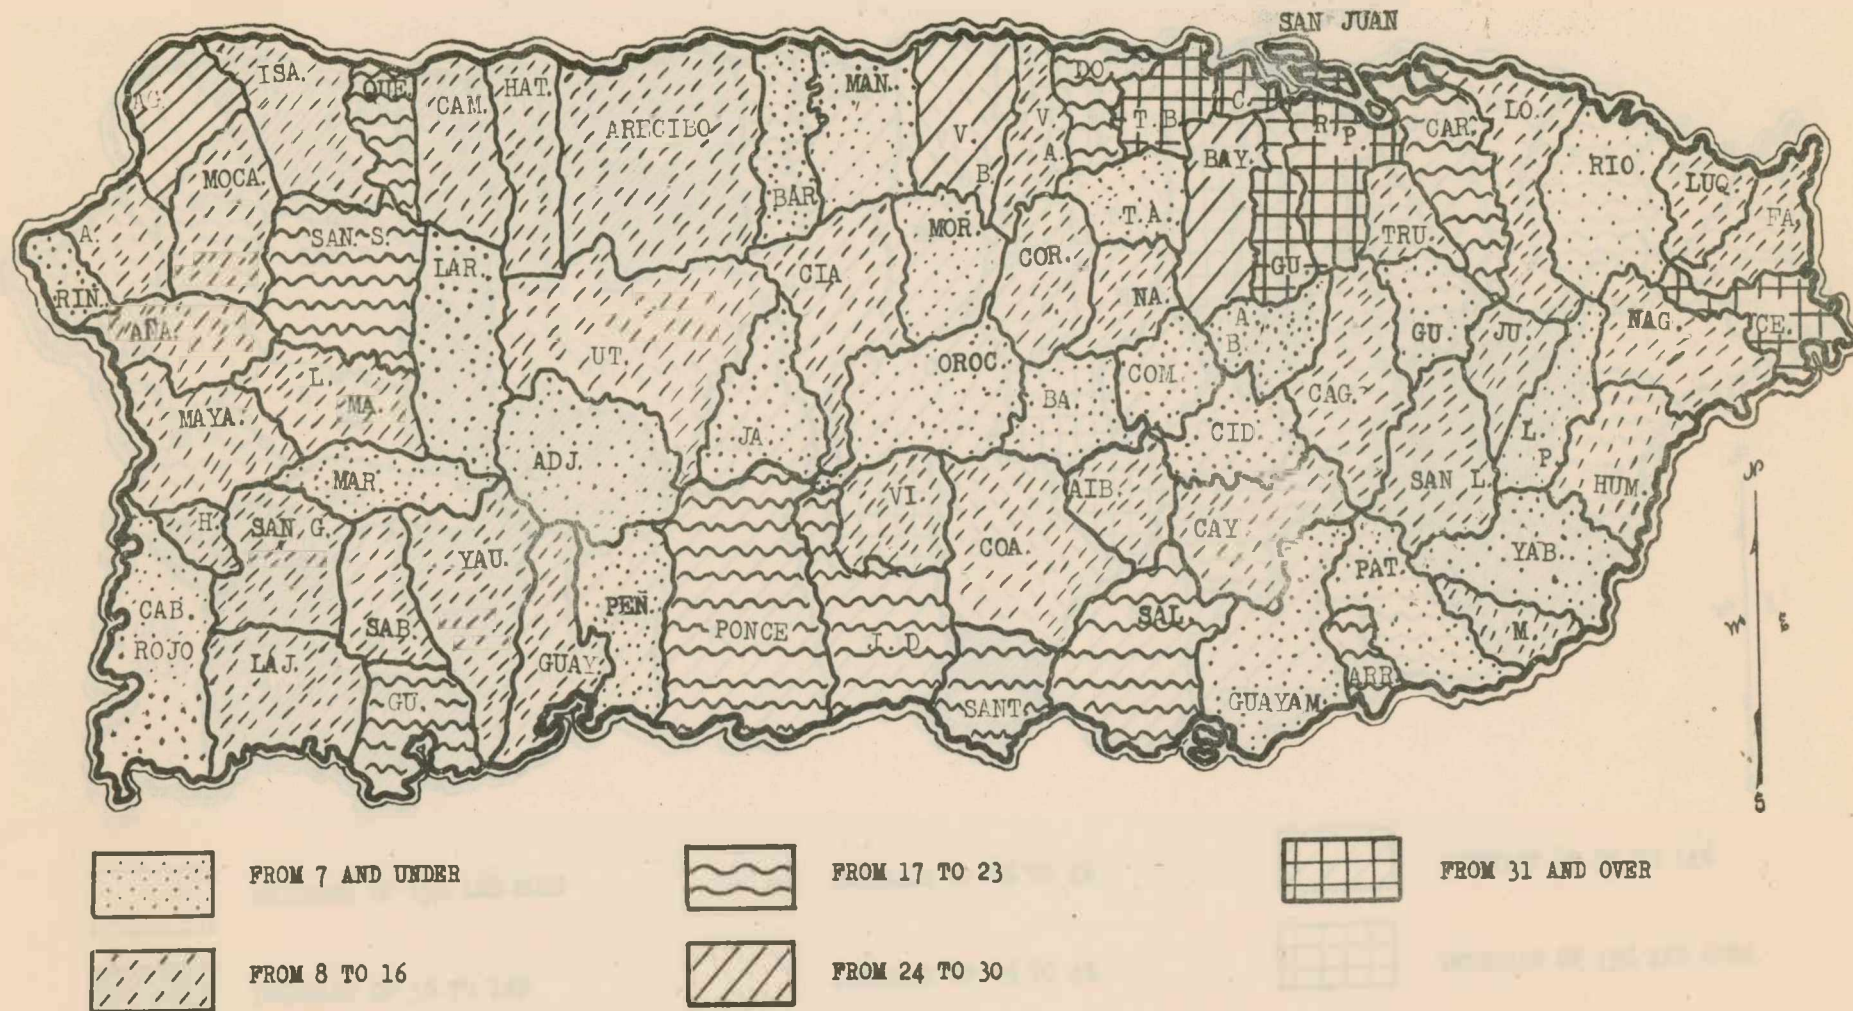 SAN JUAN
AG.
ISA.
QUE.
CAM.
HAT.
ARECIBO
BAR
MAN.
V. B.
V. A.
DO.
T. B.
C.
R. P.
BAY.
CAR.
LO.
RIO.
LUQ.
FA.
MOCA.
A.
RIN.
SAN. S.
LAR.
CIA
MOR.
COR.
T.A.
NA.
GU.
TRU.
AÑA.
UT.
OROC.
A. B.
GU.
JU.
NAG.
CE.
L. MA.
MAYA.
JA.
BA.
COM.
CID.
CAG.
L. P.
MAR.
ADJ.
VI.
AIB.
SAN L.
HUM.
H.
SAN G.
YAU.
COA.
CAY
PAT.
YAB.
CAB.
ROJO
SAB.
PEÑ.
PONCE
J. D.
SAL.
M.
LAJ.
GU.
GUAY.
SANT.
GUAYAM.
ARR.
N
W
E
S
FROM 7 AND UNDER
FROM 17 TO 23
FROM 31 AND OVER
FROM 8 TO 16
FROM 24 TO 30